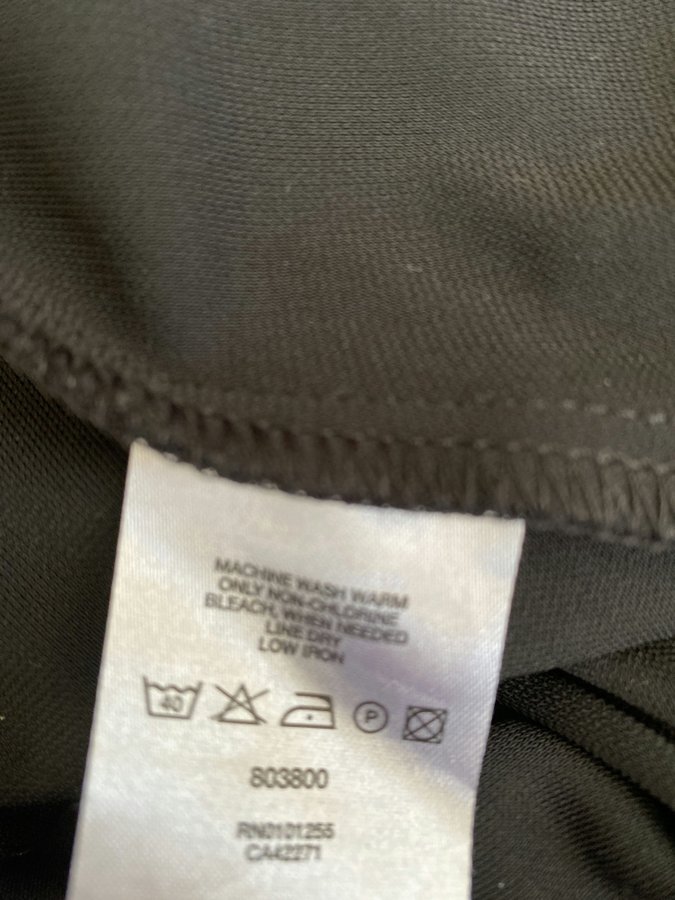 MACHINE WASH WARM
ONLY NON-CHLORINE
BLEACH, WHEN NEEDED
LINE DRY
LOW IRON
40
P
803800
RN0101255
CA42271